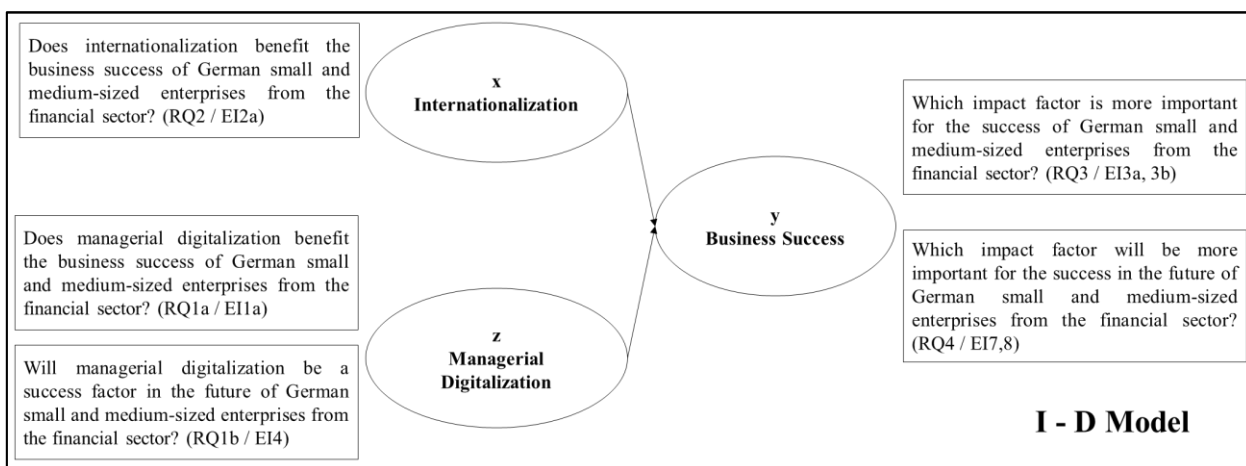 Does internationalization benefit the
business success of German small and
medium-sized enterprises from the
financial sector? (RQ2 / EI2a)
x
Internationalization
Which impact factor is more important
for the success of German small and
medium-sized enterprises from the
financial sector? (RQ3 / EI3a, 3b)
Does managerial digitalization benefit
the business success of German small
and medium-sized enterprises from the
financial sector? (RQ1a / EI1a)
y
Business Success
Which impact factor will be more
important for the success in the future of
German small and medium-sized
enterprises from the financial sector?
(RQ4 / EI7,8)
z
Managerial
Digitalization
Will managerial digitalization be a
success factor in the future of German
small and medium-sized enterprises from
the financial sector? (RQ1b / EI4)
I - D Model